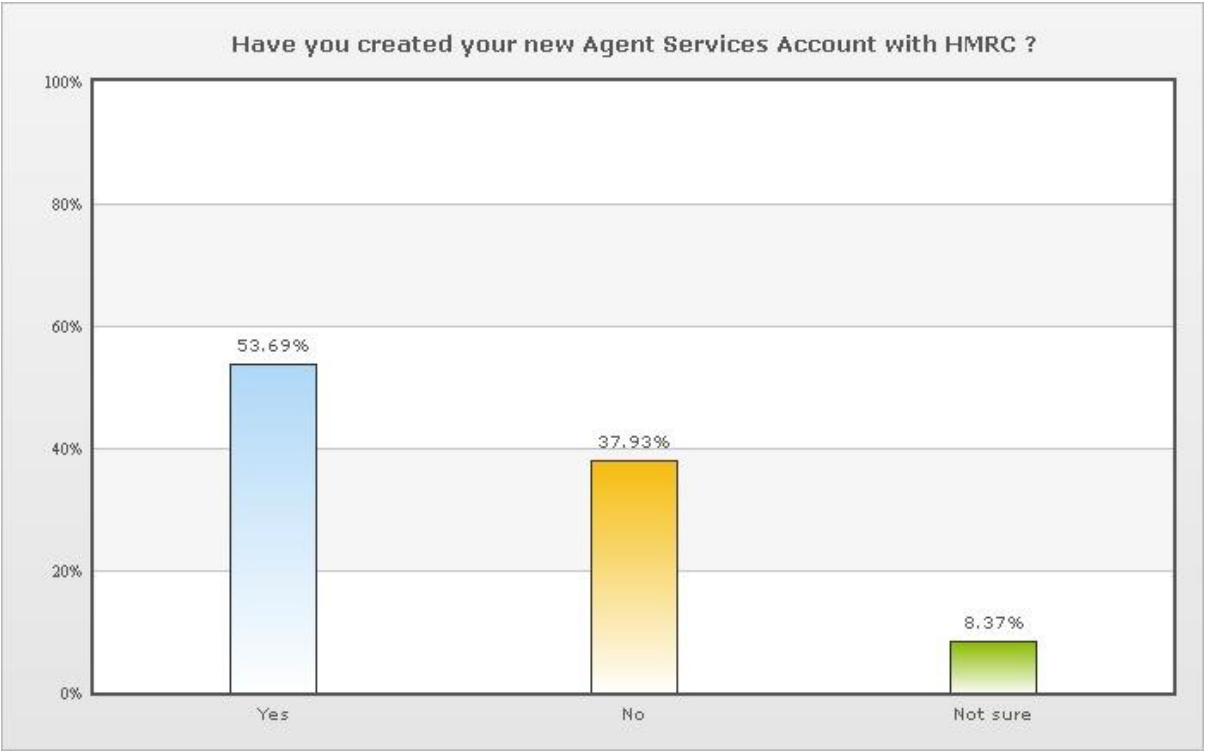 Have you created your new Agent Services Account with HMRC ?
100%
80%
60%
53.69%
40%
37.93%
20%
8.37%
0%
Yes
No
Not sure